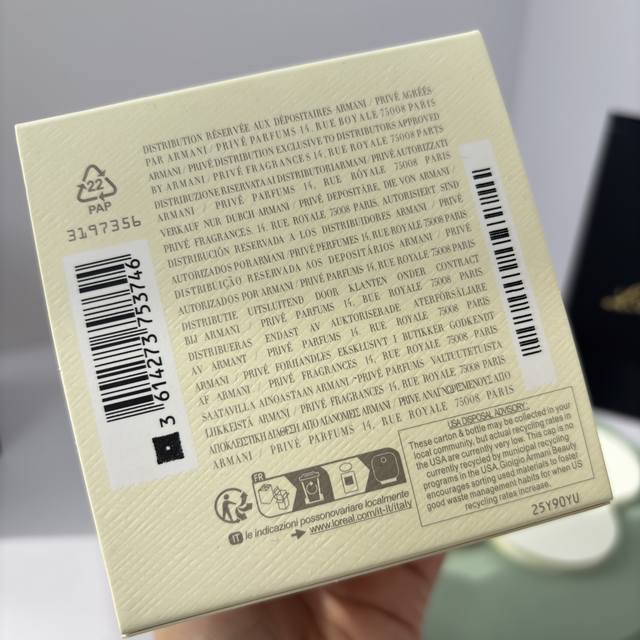 DISTRIBUTION RÉSERVÉE AUX DÉPOSITAIRES ARMANI / PRIVÉ AGRÉÉS
PAR ARMANI / PRIVÉ PARFUMS 14, RUE ROYALE 75008 PARIS
ARMANI / PRIVÉ DISTRIBUTION EXCLUSIVE TO DISTRIBUTORS APPROVED
BY ARMANI / PRIVÉ FRAGRANCES 14, RUE ROYALE 75008 PARTS
DISTRIBUZIONE RISERVATA AI DISTRIBUTORI ARMANI / PRIVÉ AUTORIZZATI
ARMANI / PRIVÉ PARFUMS 14, RUE RÔYALE 75008 PARIS
VERKAUF NUR DURCH ARMANI / PRIVÉ DEPOSITÄRE, DIE VON ARMANI /
PRIVÉ FRAGRANCES, 14, RUE ROYALE 75008 PARIS, AUTORISIERT SIND
DISTRIBUCIÓN RESERVADA A LOS DISTRIBUIDORES ARMANI / PRIVÉ
AUTORIZADOS POR ARMANI / PRIVÉ PERFUMES 14, RUE ROYALE 75008 PARIS
DISTRIBUIÇÃO RESERVADA AOS DEPOSITÁRIOS ARMANI / PRIVÉ
AUTORIZADOS POR ARMANI / PRIVÉ PARFUMS 14, RUE ROYALE 75008 PARIS
DISTRIBUTIE UITSLUITEND DOOR KLANTEN ONDER CONTRACT
BIJ ARMANI / PRIVÉ PARFUMS 14, RUE ROYALE 75008 PARIS
DISTRIBUERAS ENDAST AV AUKTORISERADE ÅTERFÖRSÄLJARE
AV ARMANI / PRIVÉ PARFUMS 14, RUE ROYALE 75008 PARIS
ARMANI / PRIVÉ FORHANDLES EKSKLUSIVT I BUTIKKER GODKENDT
AF ARMANI / PRIVÉ FRAGRANCES 14, RUE ROYALE 75008 PARIS
SAATAVILLA AINOASTAAN ARMANI / PRIVÉ PARFUMS VALTUUTETUISTA
LIIKKEISTÄ ARMANI / PRIVÉ FRAGRANCES 14, RUE ROYALE 75008 PARIS
ΑΠΟΚΛΕΙΣΤΙΚΗ ΔΙΑΘΕΣΗ ΑΠΟ ΔΙΑΝΟΜΕΙΣ ARMANI / PRIVÉ ΑΝΑΓΝΩΡΙΣΜΕΝΟΥΣ ΑΠΟ
ARMANI / PRIVÉ PARFUMS 14, RUE ROYALE 75008 PARIS
22
PAP
3197356
3 614273 753746
FR
IT le indicazioni possono variare localmente
www.loreal.com/it-it/italy
USA DISPOSAL ADVISORY:
These carton & bottle may be collected in your
local community, but actual recycling rates in
the USA are currently very low. This cap is no
currently recycled by municipal recycling
programs in the USA. Giorgio Armani Beauty
encourages sorting used materials to foster
good waste management habits for when US
recycling rates increase.
25Y90YU